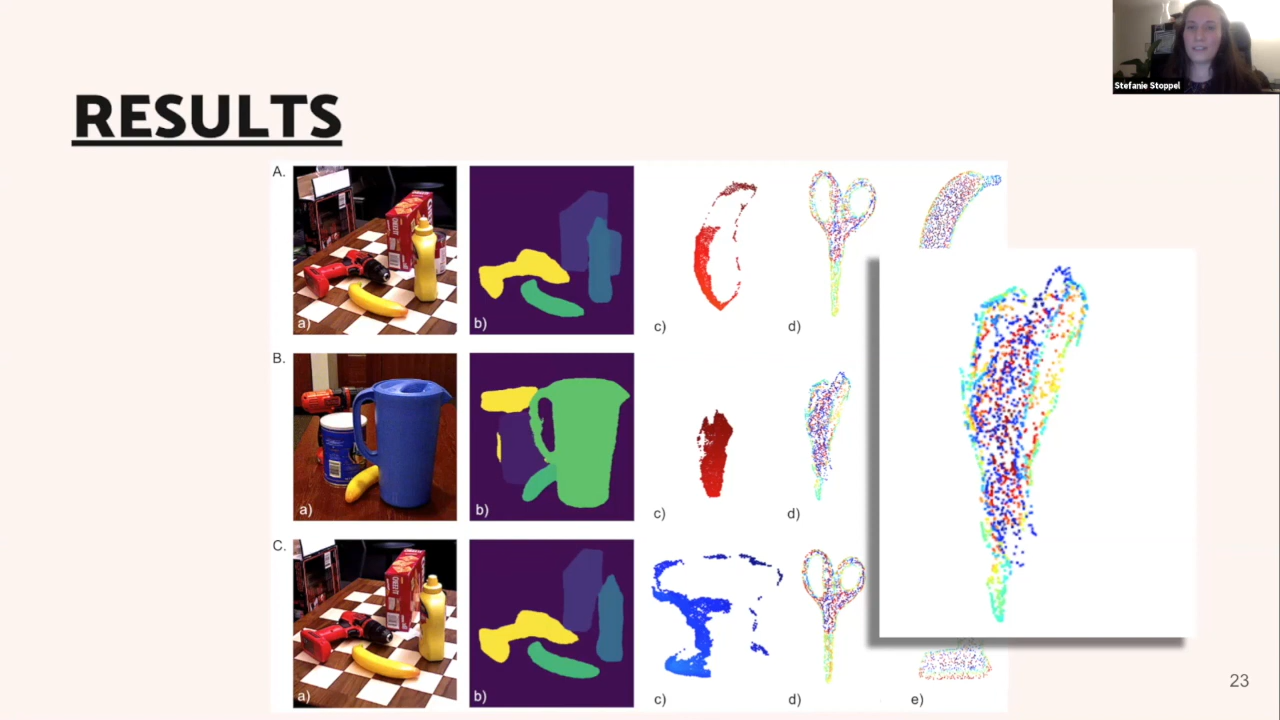 Stefanie Stoppel
RESULTS
A.
a)
b)
c)
d)
B.
a)
b)
c)
d)
C.
a)
b)
c)
d)
e)
23